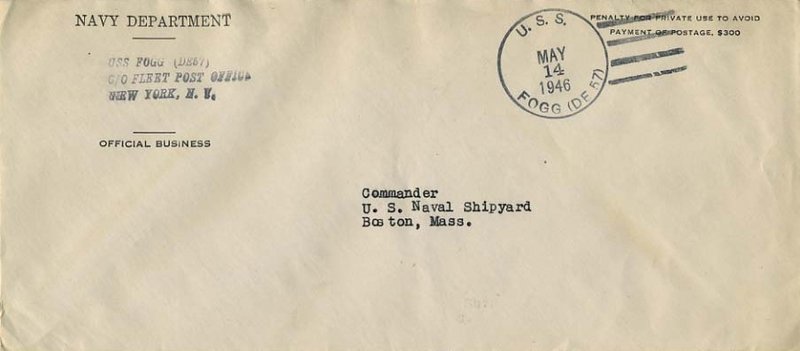 NAVY DEPARTMENT
USS FOGG (DE57)
C/O FLEET POST OFFICE
NEW YORK, N. Y.
OFFICIAL BUSINESS
U. S. S.
MAY
14
1946
FOGG (DE 57)
PENALTY FOR PRIVATE USE TO AVOID
PAYMENT OF POSTAGE, $300
Commander
U. S. Naval Shipyard
Boston, Mass.